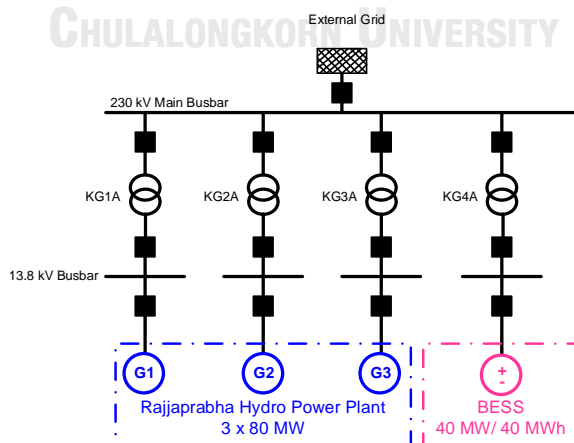 CHULALONGKORN UNIVERSITY
External Grid
230 kV Main Busbar
KG1A
KG2A
KG3A
KG4A
13.8 kV Busbar
G1
G2
G3
+
-
Rajjaprabha Hydro Power Plant
3 x 80 MW
BESS
40 MW/ 40 MWh